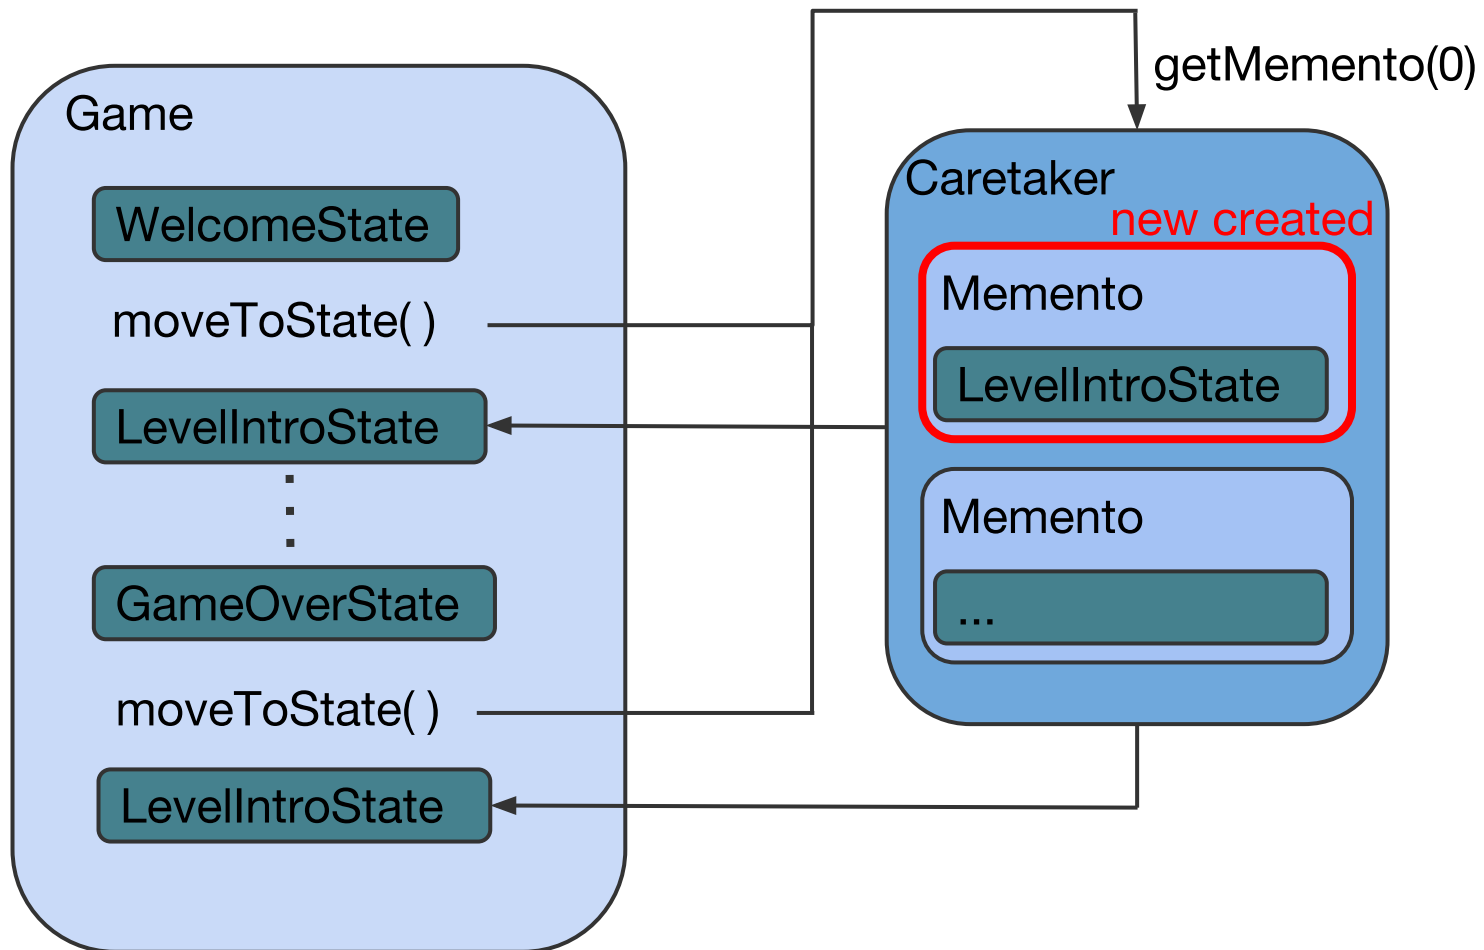 Game
WelcomeState
moveToState( )
LevelIntroState
GameOverState
moveToState( )
LevelIntroState
getMemento(0)
Caretaker
new created
Memento
LevelIntroState
Memento
...